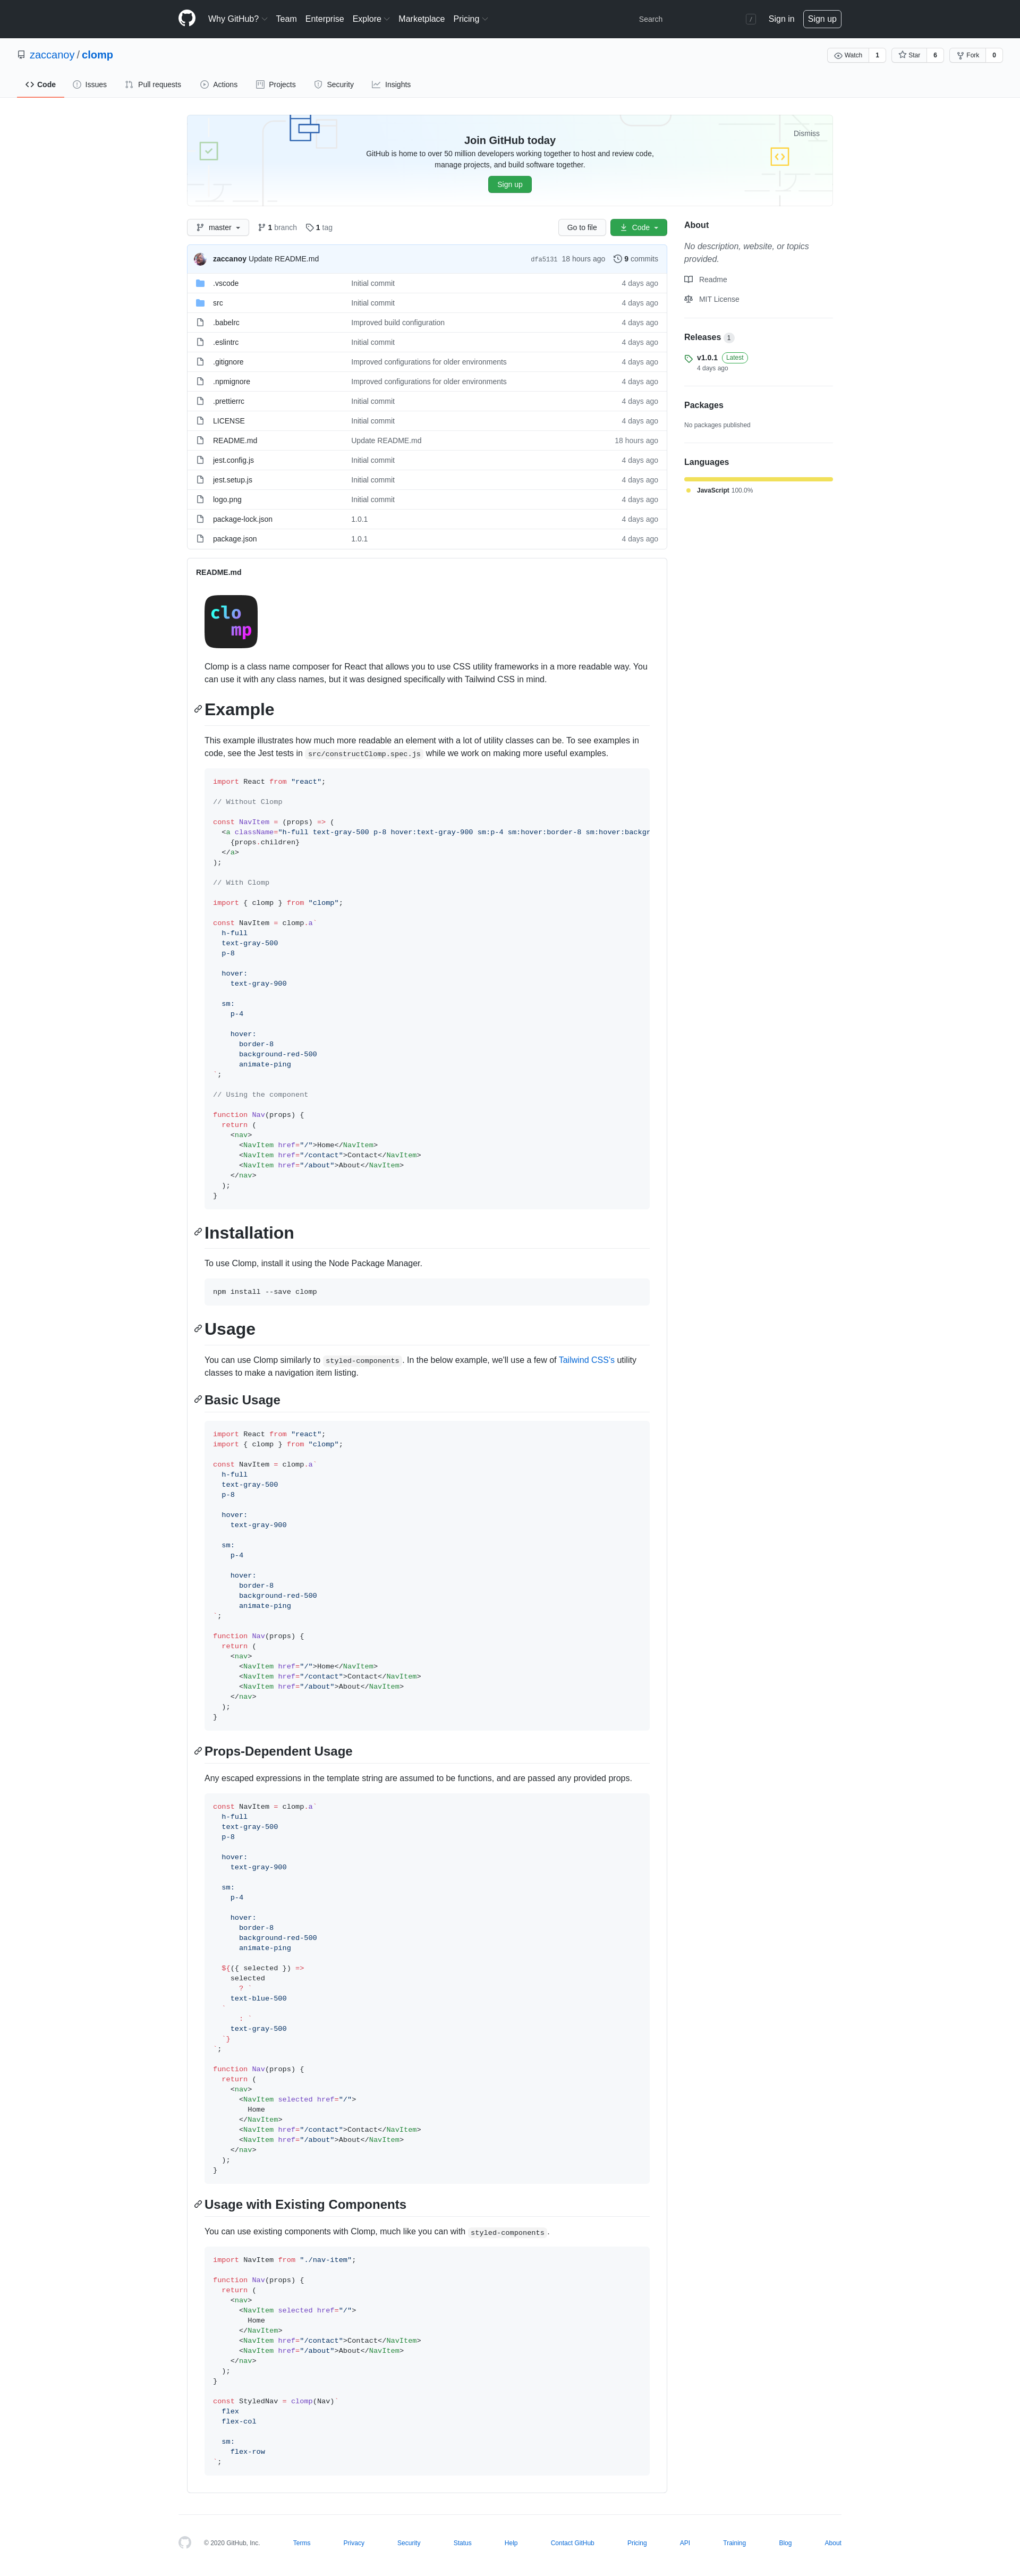 Why GitHub? Team Enterprise Explore Marketplace Pricing Search / Sign in Sign up
zaccanoy / clomp Watch 1 Star 6 Fork 0
Code Issues Pull requests Actions Projects Security Insights
Dismiss
Join GitHub today
GitHub is home to over 50 million developers working together to host and review code,
manage projects, and build software together.
Sign up
master 1 branch 1 tag Go to file Code
zaccanoy Update README.md dfa5131 18 hours ago 9 commits
.vscode Initial commit 4 days ago
src Initial commit 4 days ago
.babelrc Improved build configuration 4 days ago
.eslintrc Initial commit 4 days ago
.gitignore Improved configurations for older environments 4 days ago
.npmignore Improved configurations for older environments 4 days ago
.prettierrc Initial commit 4 days ago
LICENSE Initial commit 4 days ago
README.md Update README.md 18 hours ago
jest.config.js Initial commit 4 days ago
jest.setup.js Initial commit 4 days ago
logo.png Initial commit 4 days ago
package-lock.json 1.0.1 4 days ago
package.json 1.0.1 4 days ago
About
No description, website, or topics
provided.
Readme
MIT License
Releases 1
v1.0.1 Latest
4 days ago
Packages
No packages published
Languages
JavaScript 100.0%
README.md
clo
mp
Clomp is a class name composer for React that allows you to use CSS utility frameworks in a more readable way. You
can use it with any class names, but it was designed specifically with Tailwind CSS in mind.
Example
This example illustrates how much more readable an element with a lot of utility classes can be. To see examples in
code, see the Jest tests in src/constructClomp.spec.js while we work on making more useful examples.
import React from "react";
// Without Clomp
const NavItem = (props) => (
<a className="h-full text-gray-500 p-8 hover:text-gray-900 sm:p-4 sm:hover:border-8 sm:hover:backgr
{props.children}
</a>
);
// With Clomp
import { clomp } from "clomp";
const NavItem = clomp.a`
h-full
text-gray-500
p-8
hover:
text-gray-900
sm:
p-4
hover:
border-8
background-red-500
animate-ping
`;
// Using the component
function Nav(props) {
return (
<nav>
<NavItem href="/">Home</NavItem>
<NavItem href="/contact">Contact</NavItem>
<NavItem href="/about">About</NavItem>
</nav>
);
}
Installation
To use Clomp, install it using the Node Package Manager.
npm install --save clomp
Usage
You can use Clomp similarly to styled-components. In the below example, we'll use a few of Tailwind CSS's utility
classes to make a navigation item listing.
Basic Usage
import React from "react";
import { clomp } from "clomp";
const NavItem = clomp.a`
h-full
text-gray-500
p-8
hover:
text-gray-900
sm:
p-4
hover:
border-8
background-red-500
animate-ping
`;
function Nav(props) {
return (
<nav>
<NavItem href="/">Home</NavItem>
<NavItem href="/contact">Contact</NavItem>
<NavItem href="/about">About</NavItem>
</nav>
);
}
Props-Dependent Usage
Any escaped expressions in the template string are assumed to be functions, and are passed any provided props.
const NavItem = clomp.a`
h-full
text-gray-500
p-8
hover:
text-gray-900
sm:
p-4
hover:
border-8
background-red-500
animate-ping
${({ selected }) =>
selected
? `
text-blue-500
`
: `
text-gray-500
`}
`;
function Nav(props) {
return (
<nav>
<NavItem selected href="/">
Home
</NavItem>
<NavItem href="/contact">Contact</NavItem>
<NavItem href="/about">About</NavItem>
</nav>
);
}
Usage with Existing Components
You can use existing components with Clomp, much like you can with styled-components.
import NavItem from "./nav-item";
function Nav(props) {
return (
<nav>
<NavItem selected href="/">
Home
</NavItem>
<NavItem href="/contact">Contact</NavItem>
<NavItem href="/about">About</NavItem>
</nav>
);
}
const StyledNav = clomp(Nav)`
flex
flex-col
sm:
flex-row
`;
© 2020 GitHub, Inc. Terms Privacy Security Status Help Contact GitHub Pricing API Training Blog About